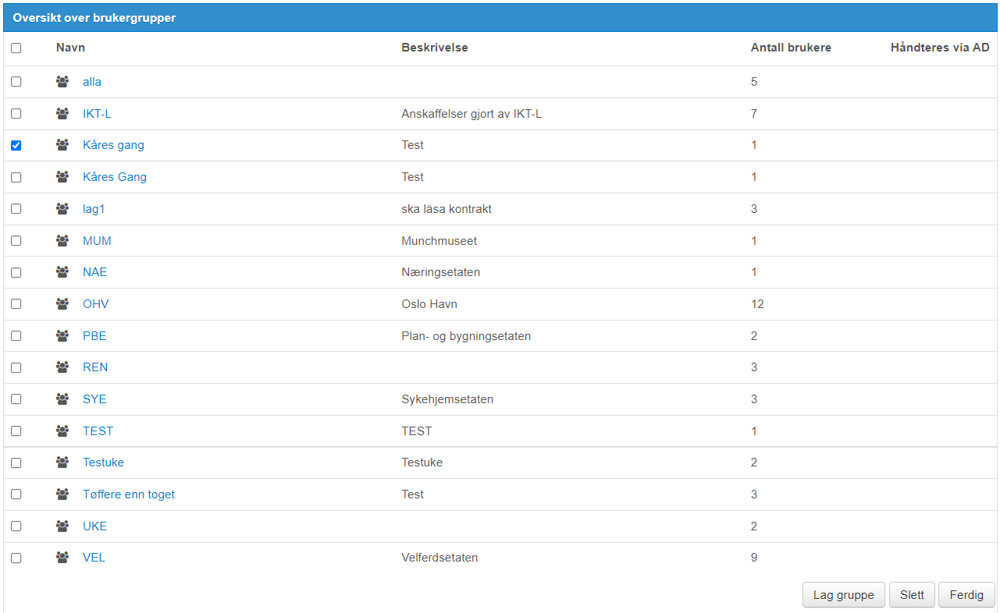 Oversikt over brukergrupper
Navn Beskrivelse Antall brukere Håndteres via AD
alla 5
IKT-L Anskaffelser gjort av IKT-L 7
Kåres gang Test 1
Kåres Gang Test 1
lag1 ska läsa kontrakt 3
MUM Munchmuseet 1
NAE Næringsetaten 1
OHV Oslo Havn 12
PBE Plan- og bygningsetaten 2
REN 3
SYE Sykehjemsetaten 3
TEST TEST 1
Testuke Testuke 2
Tøffere enn toget Test 3
UKE 2
VEL Velferdsetaten 9
Lag gruppe Slett Ferdig